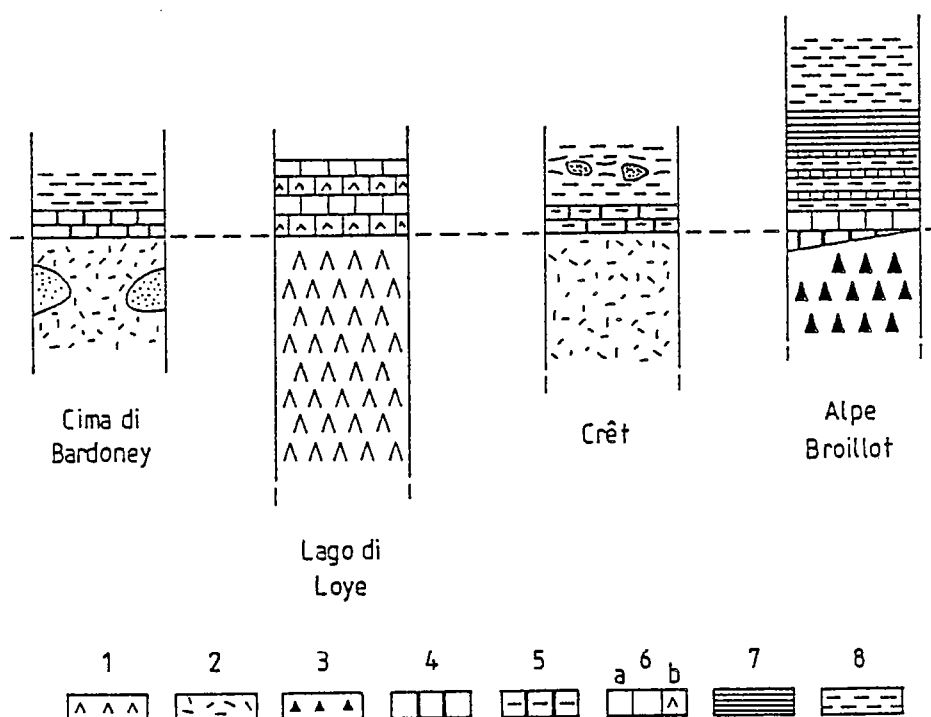 Cima di
Bardoney
Lago di
Loye
Crêt
Alpe
Broillot
1 2 3 4 5 6 7 8
a b